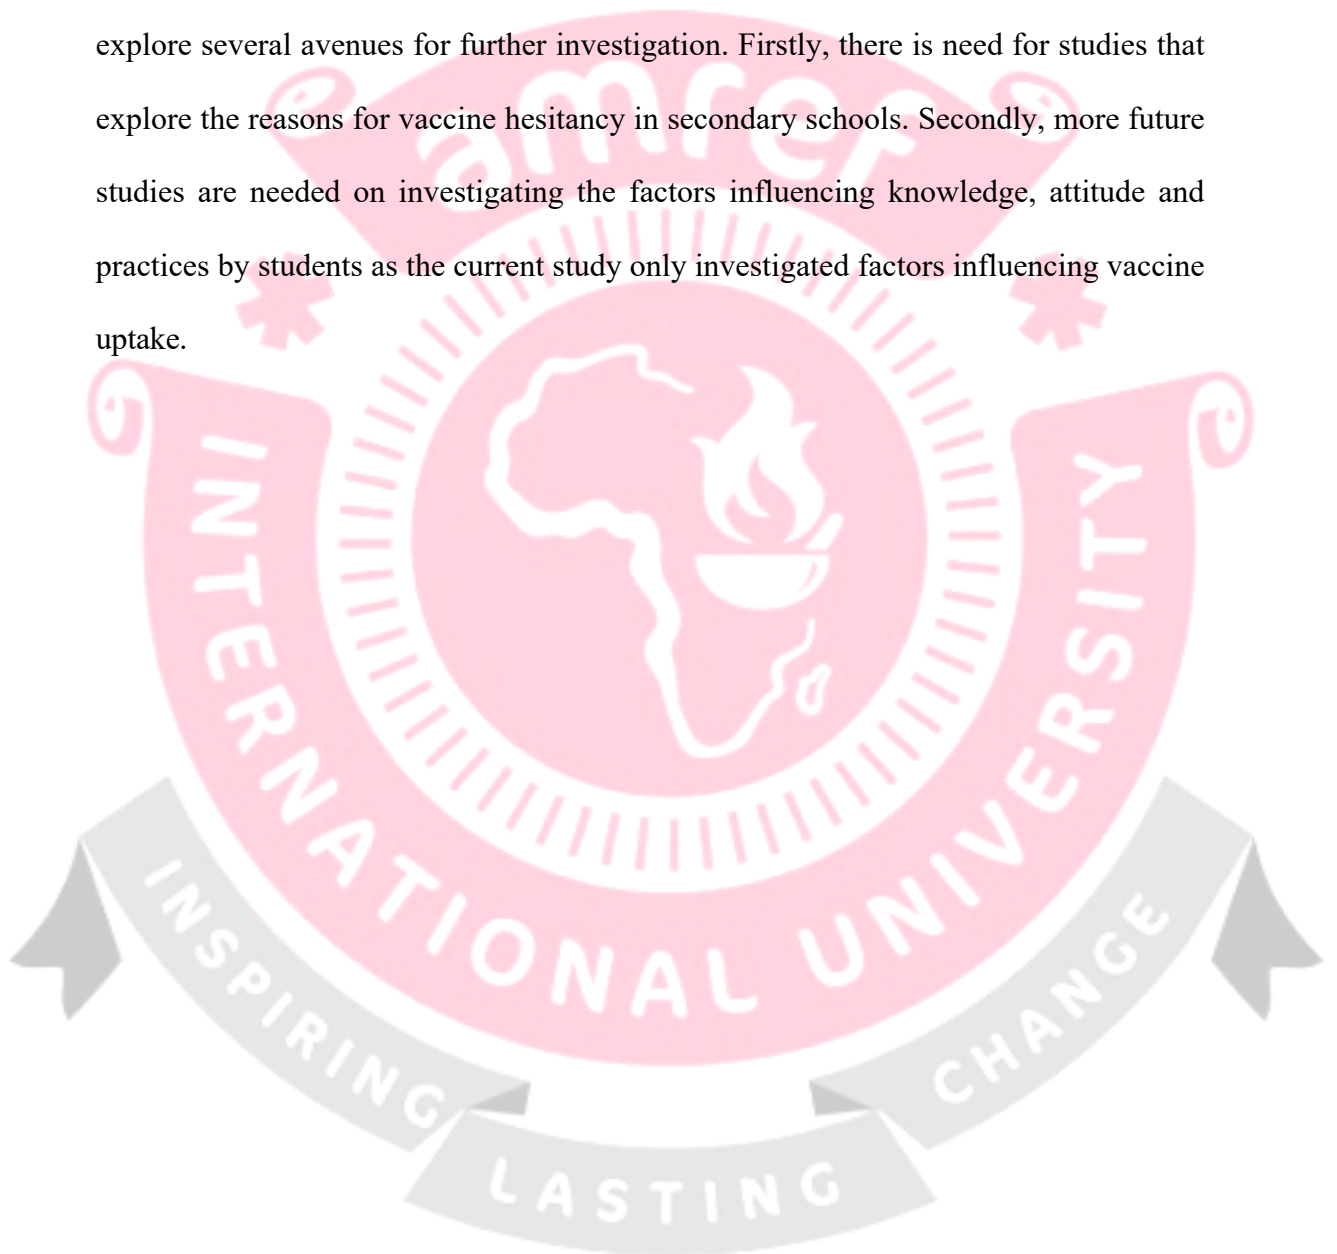 explore several avenues for further investigation. Firstly, there is need for studies that
explore the reasons for vaccine hesitancy in secondary schools. Secondly, more future
studies are needed on investigating the factors influencing knowledge, attitude and
practices by students as the current study only investigated factors influencing vaccine
uptake.
amref
INTERNATIONAL UNIVERSITY
INSPIRING
LASTING
CHANGE